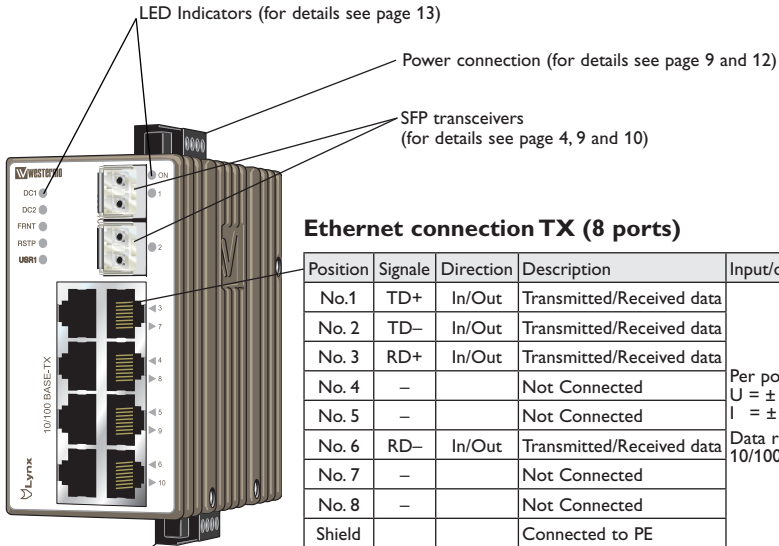 LED Indicators (for details see page 13)
Power connection (for details see page 9 and 12)
SFP transceivers
(for details see page 4, 9 and 10)
Westermo
ON
DC1
1
DC2
FRNT
RSTP
2
USR1
3
7
4
8
5
9
6
10
10/100 BASE-TX
Lynx
Ethernet connection TX (8 ports)
Position Signale Direction Description Input/
No.1 TD+ In/Out Transmitted/Received data
No. 2 TD– In/Out Transmitted/Received data
No. 3 RD+ In/Out Transmitted/Received data
No. 4 – Not Connected
No. 5 – Not Connected
No. 6 RD– In/Out Transmitted/Received data
No. 7 – Not Connected
No. 8 – Not Connected
Shield Connected to PE
Per
U = ±
I = ±
Data
10/100